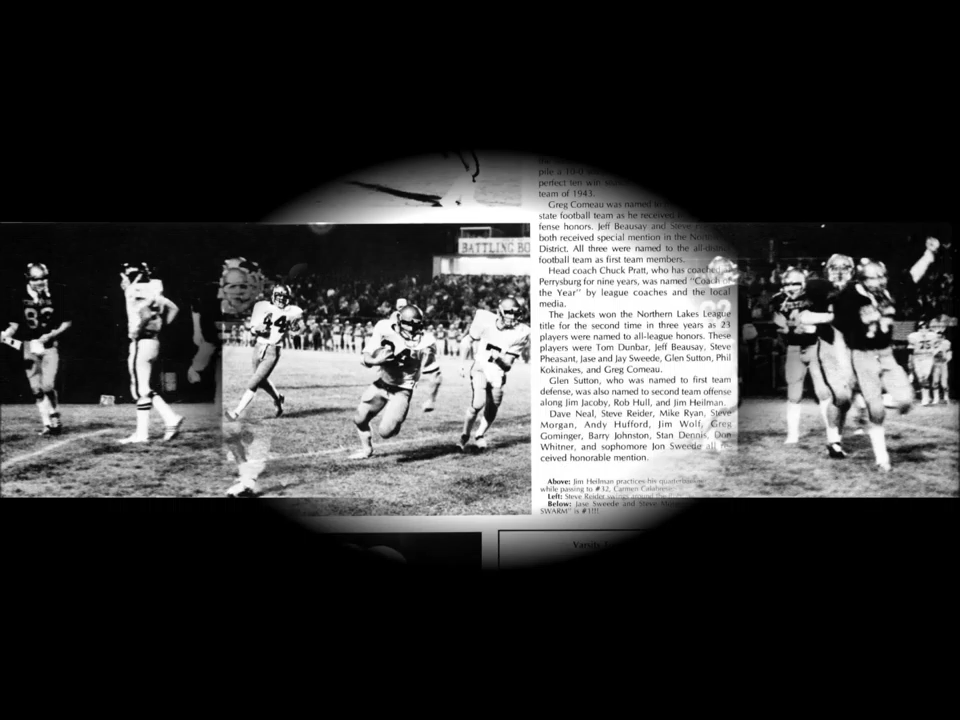 BATTLING BO
pile a 10-0
perfect ten win
team of 1943.
Greg Comeau was named to
state football team as he received
fense honors. Jeff Beausay and Steve
both received special mention in the
District. All three were named to the
football team as first team members.
Head coach Chuck Pratt, who has coached
Perrysburg for nine years, was named "Coach of
the Year" by league coaches and the local
media.
The Jackets won the Northern Lakes League
title for the second time in three years as 23
players were named to all-league honors. These
players were Tom Dunbar, Jeff Beausay, Steve
Pheasant, Jase and Jay Sweede, Glen Sutton, Phil
Kokinakes, and Greg Comeau.
Glen Sutton, who was named to first team
defense, was also named to second team offense
along Jim Jacoby, Rob Hull, and Jim Heilman.
Dave Neal, Steve Reider, Mike Ryan, Steve
Morgan, Andy Hufford, Jim Wolf, Greg
Gominger, Barry Johnston, Stan Dennis, Don
Whitner, and sophomore Jon Sweede all re-
ceived honorable mention.
Above: Jim Heilman practices his
while passing to #32, Carmen
Left: Steve Reider swings around the
Below: Jase Sweede and Steve
SWARM" is #1!!!
83
44